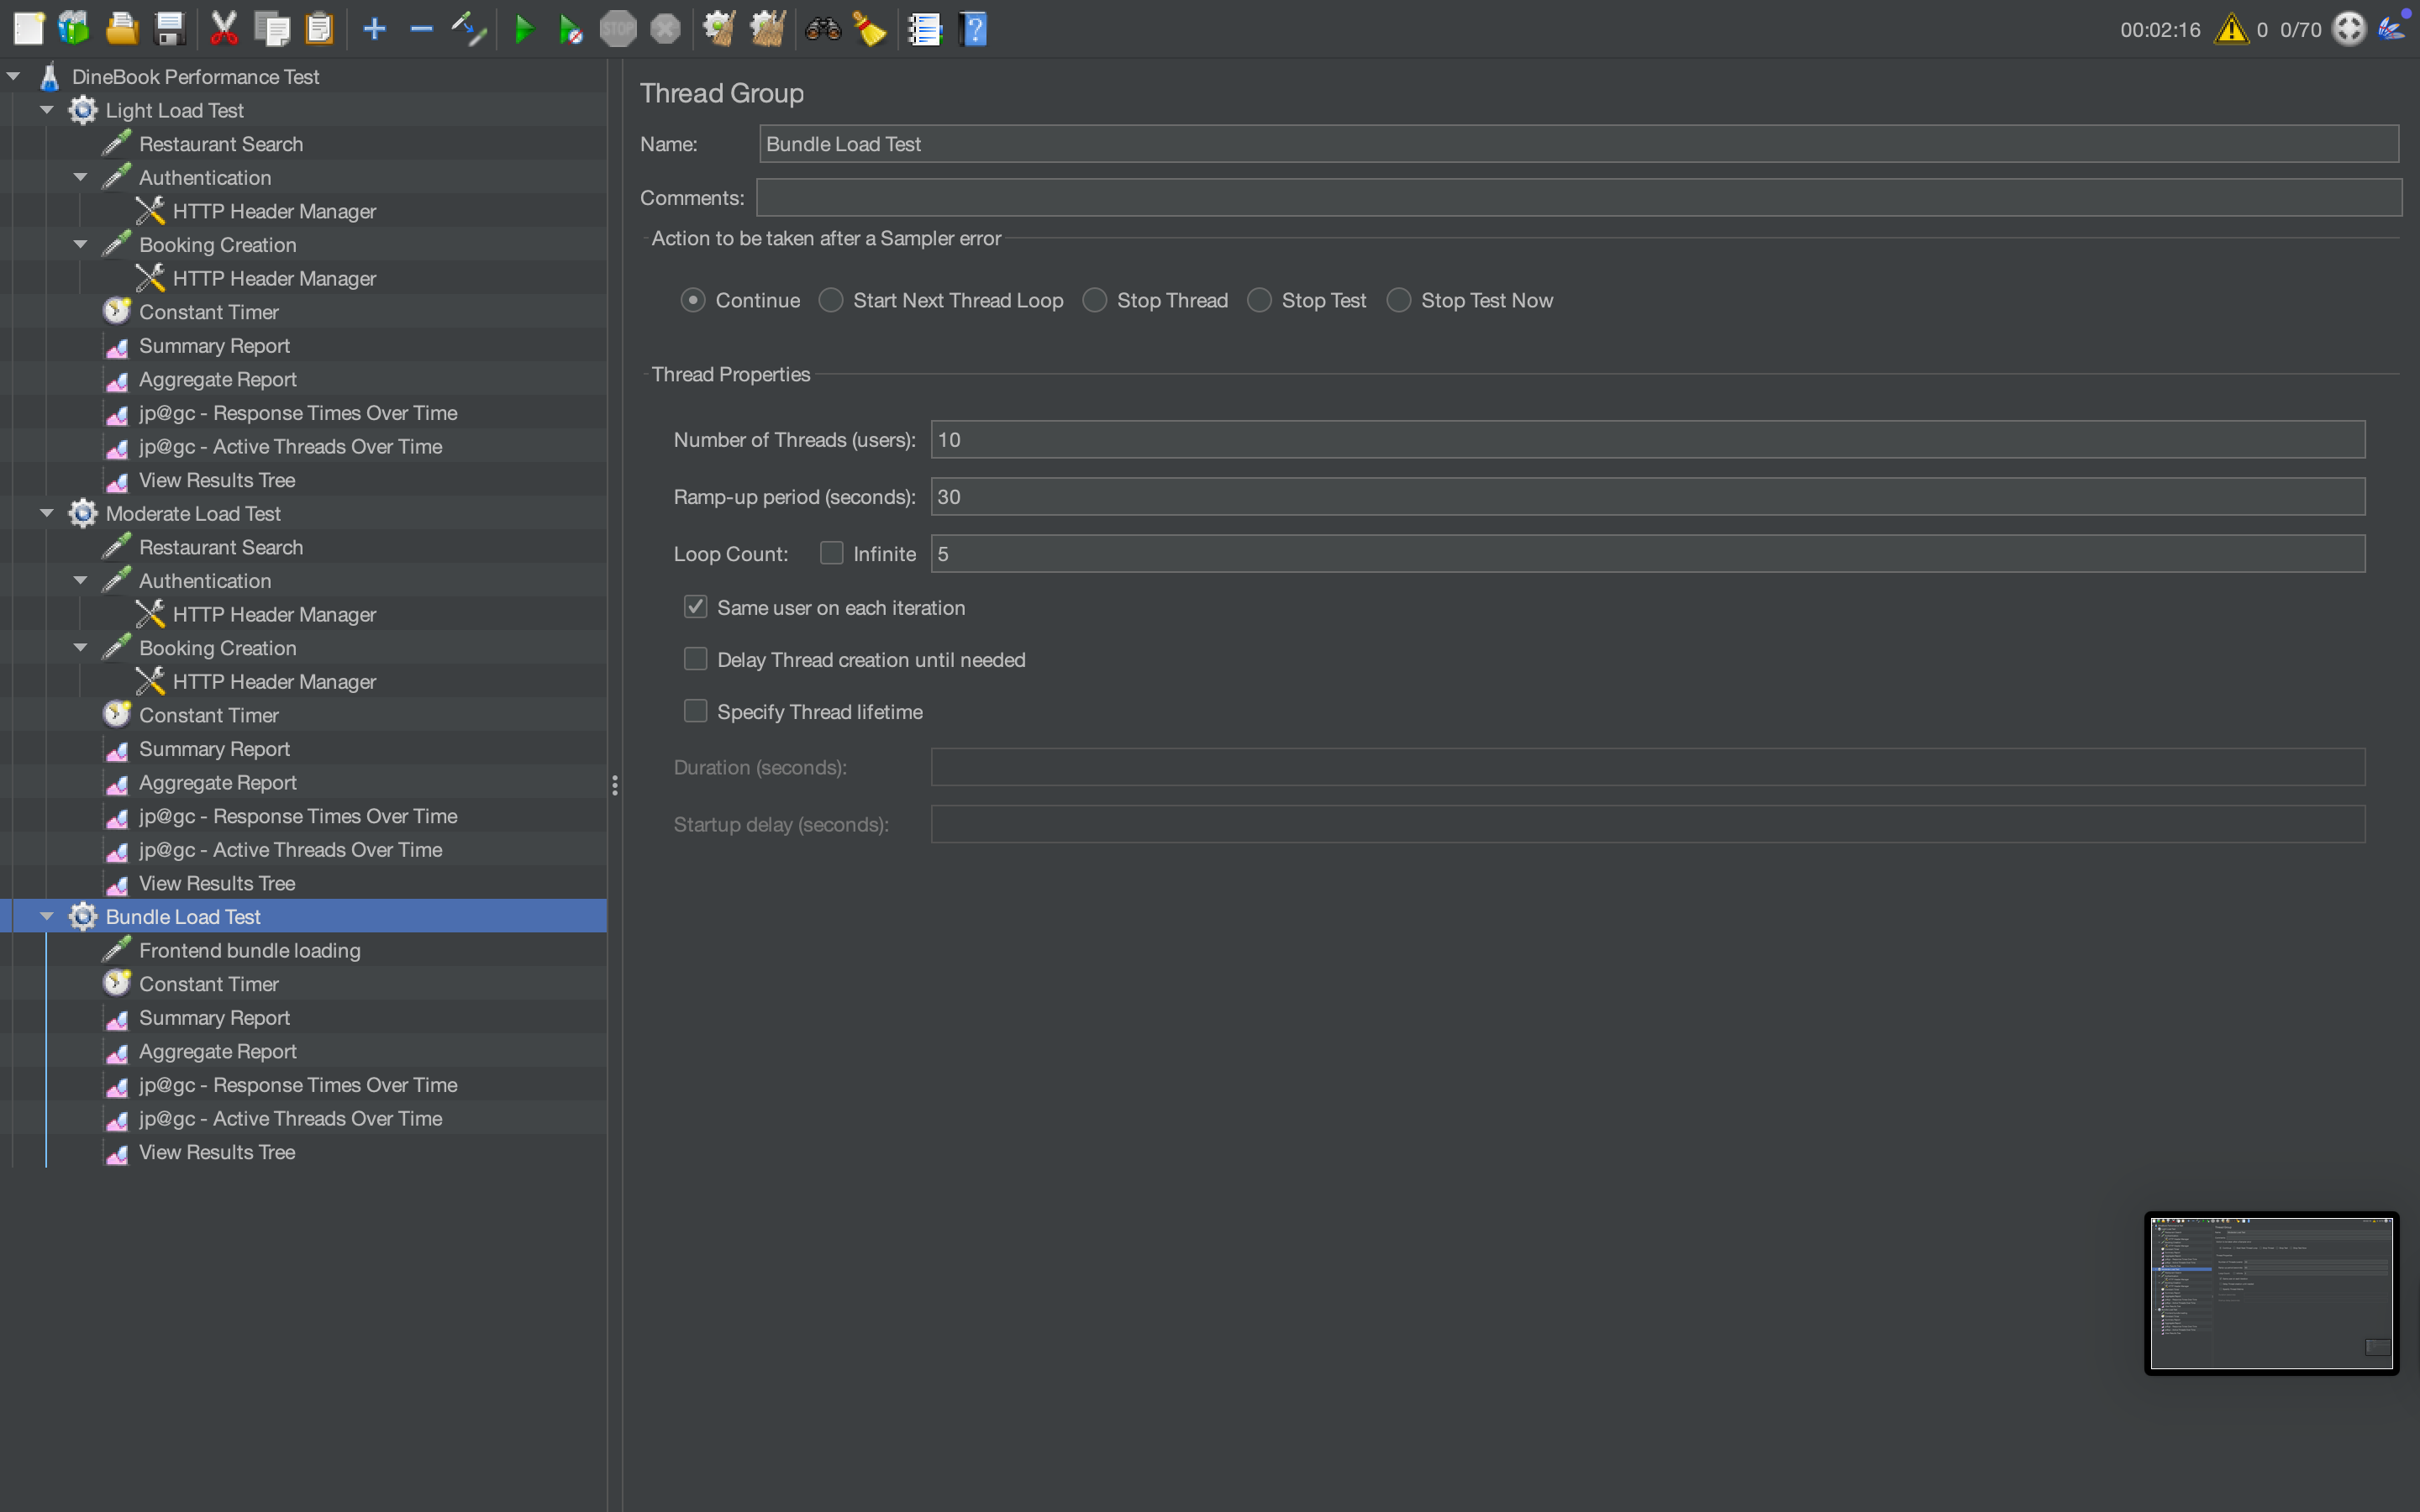 STOP
00:02:16 0 0/70
DineBook Performance Test
Light Load Test
Restaurant Search
Authentication
HTTP Header Manager
Booking Creation
HTTP Header Manager
Constant Timer
Summary Report
Aggregate Report
jp@gc - Response Times Over Time
jp@gc - Active Threads Over Time
View Results Tree
Moderate Load Test
Restaurant Search
Authentication
HTTP Header Manager
Booking Creation
HTTP Header Manager
Constant Timer
Summary Report
Aggregate Report
jp@gc - Response Times Over Time
jp@gc - Active Threads Over Time
View Results Tree
Bundle Load Test
Frontend bundle loading
Constant Timer
Summary Report
Aggregate Report
jp@gc - Response Times Over Time
jp@gc - Active Threads Over Time
View Results Tree
Thread Group
Name: Bundle Load Test
Comments:
Action to be taken after a Sampler error
Continue Start Next Thread Loop Stop Thread Stop Test Stop Test Now
Thread Properties
Number of Threads (users): 10
Ramp-up period (seconds): 30
Loop Count: Infinite 5
Same user on each iteration
Delay Thread creation until needed
Specify Thread lifetime
Duration (seconds):
Startup delay (seconds):